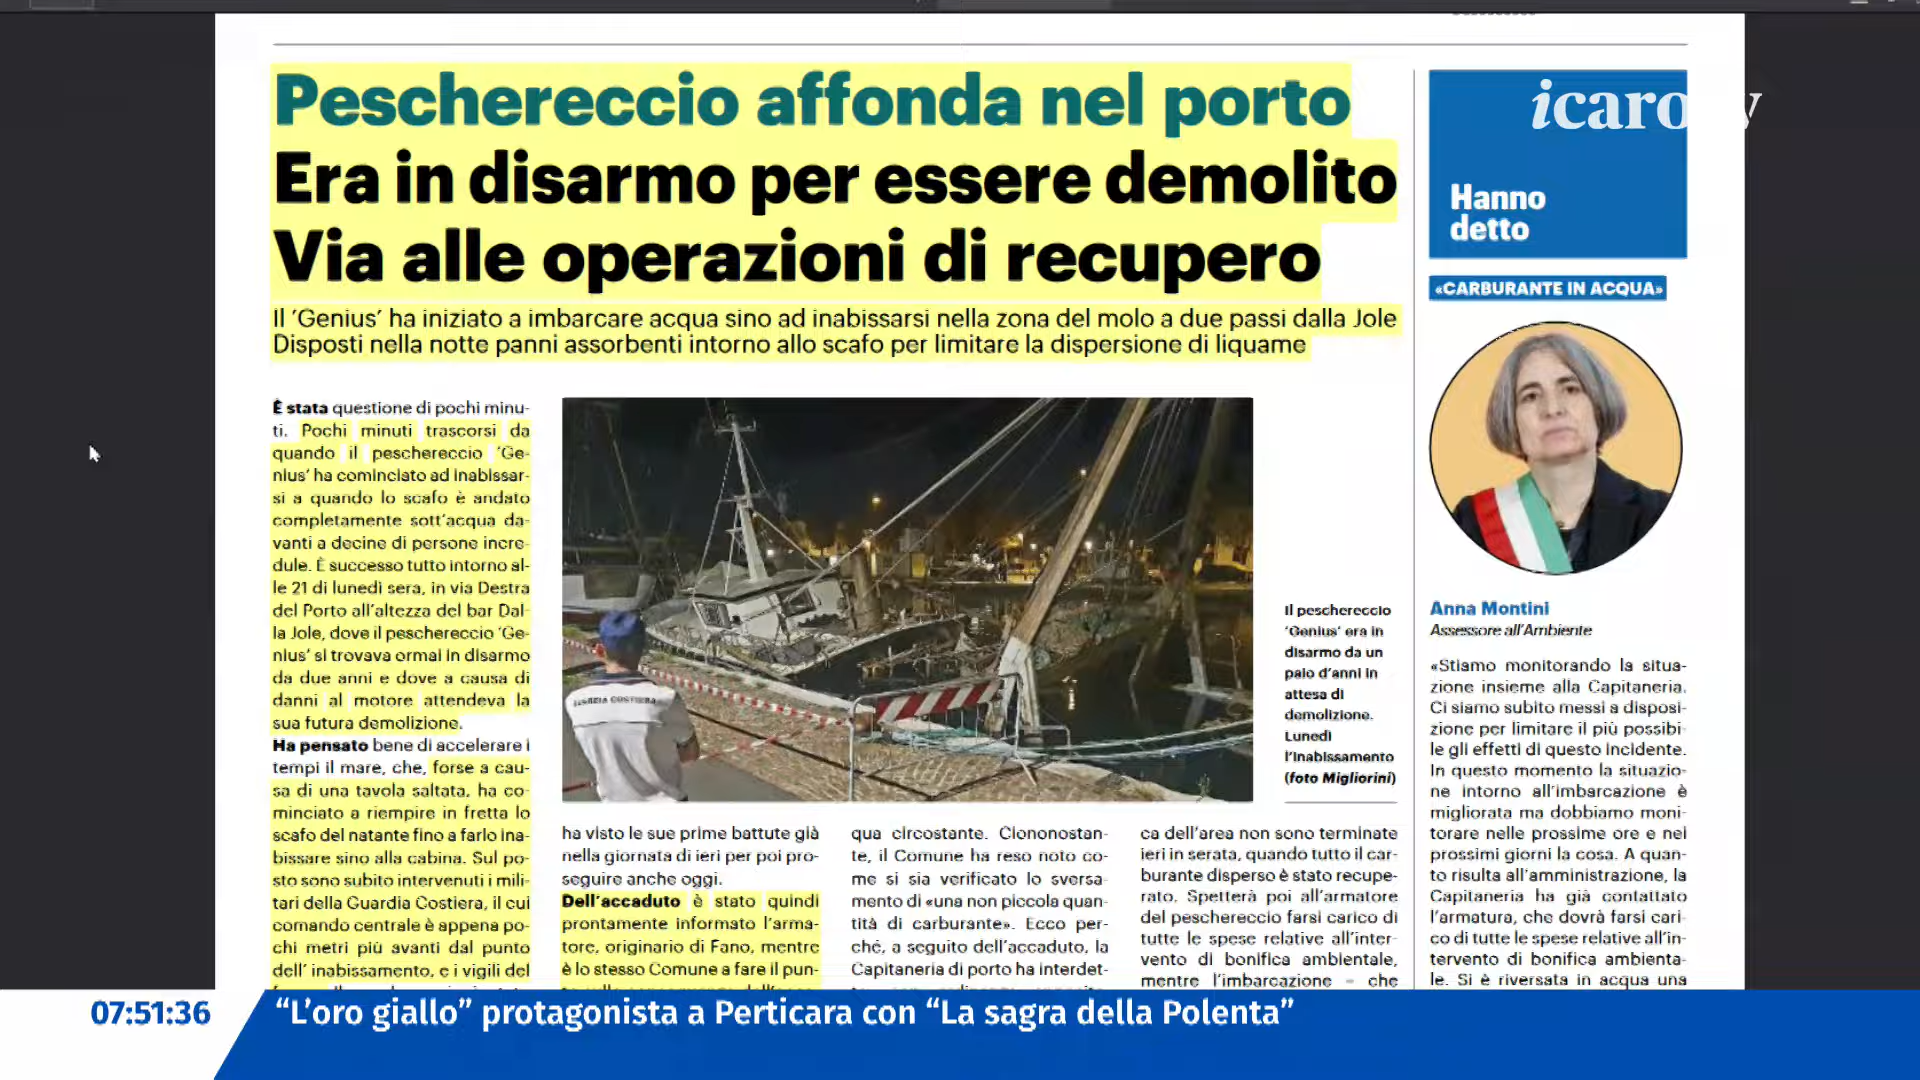 icaro
Peschereccio affonda nel porto
Era in disarmo per essere demolito
Via alle operazioni di recupero
Il ‘Genius’ ha iniziato a imbarcare acqua sino ad inabissarsi nella zona del molo a due passi dalla Jole
Disposti nella notte panni assorbenti intorno allo scafo per limitare la dispersione di liquame
È stata questione di pochi minu-
ti. Pochi minuti trascorsi da
quando il peschereccio ‘Ge-
nius’ ha cominciato ad inabissar-
si a quando lo scafo è andato
completamente sott’acqua da-
vanti a decine di persone incre-
dule. È successo tutto intorno al-
le 21 di lunedì sera, in via Destra
del Porto all’altezza del bar Dal-
la Jole, dove il peschereccio ‘Ge-
nius’ si trovava ormai in disarmo
da due anni e dove a causa di
danni al motore attendeva la
sua futura demolizione.
Ha pensato bene di accelerare i
tempi il mare, che, forse a cau-
sa di una tavola saltata, ha co-
minciato a riempire in fretta lo
scafo del natante fino a farlo ina-
bissare sino alla cabina. Sul po-
sto sono subito intervenuti i mili-
tari della Guardia Costiera, il cui
comando centrale è appena po-
chi metri più avanti dal punto
dell’ inabissamento, e i vigili del
GUARDIA COSTIERA
Il peschereccio
‘Genius’ era in
disarmo da un
paio d’anni in
attesa di
demolizione.
Lunedì
l’inabissamento
(foto Migliorini)
ha visto le sue prime battute già
nella giornata di ieri per poi pro-
seguire anche oggi.
Dell’accaduto è stato quindi
prontamente informato l’arma-
tore, originario di Fano, mentre
è lo stesso Comune a fare il pun-
qua circostante. Ciononostan-
te, il Comune ha reso noto co-
me si sia verificato lo sversa-
mento di «una non piccola quan-
tità di carburante». Ecco per-
ché, a seguito dell’accaduto, la
Capitaneria di porto ha interdet-
ca dell’area non sono terminate
ieri in serata, quando tutto il car-
burante disperso è stato recupe-
rato. Spetterà poi all’armatore
del peschereccio farsi carico di
tutte le spese relative all’inter-
vento di bonifica ambientale,
mentre l’imbarcazione – che
Hanno
detto
«CARBURANTE IN ACQUA»
Anna Montini
Assessore all’Ambiente
«Stiamo monitorando la situa-
zione insieme alla Capitaneria.
Ci siamo subito messi a disposi-
zione per limitare il più possibi-
le gli effetti di questo incidente.
In questo momento la situazio-
ne intorno all’imbarcazione è
migliorata ma dobbiamo moni-
torare nelle prossime ore e nei
prossimi giorni la cosa. A quan-
to risulta all’amministrazione, la
Capitaneria ha già contattato
l’armatura, che dovrà farsi cari-
co di tutte le spese relative all’in-
tervento di bonifica ambienta-
le. Si è riversata in acqua una
07:51:36
“L’oro giallo” protagonista a Perticara con “La sagra della Polenta”